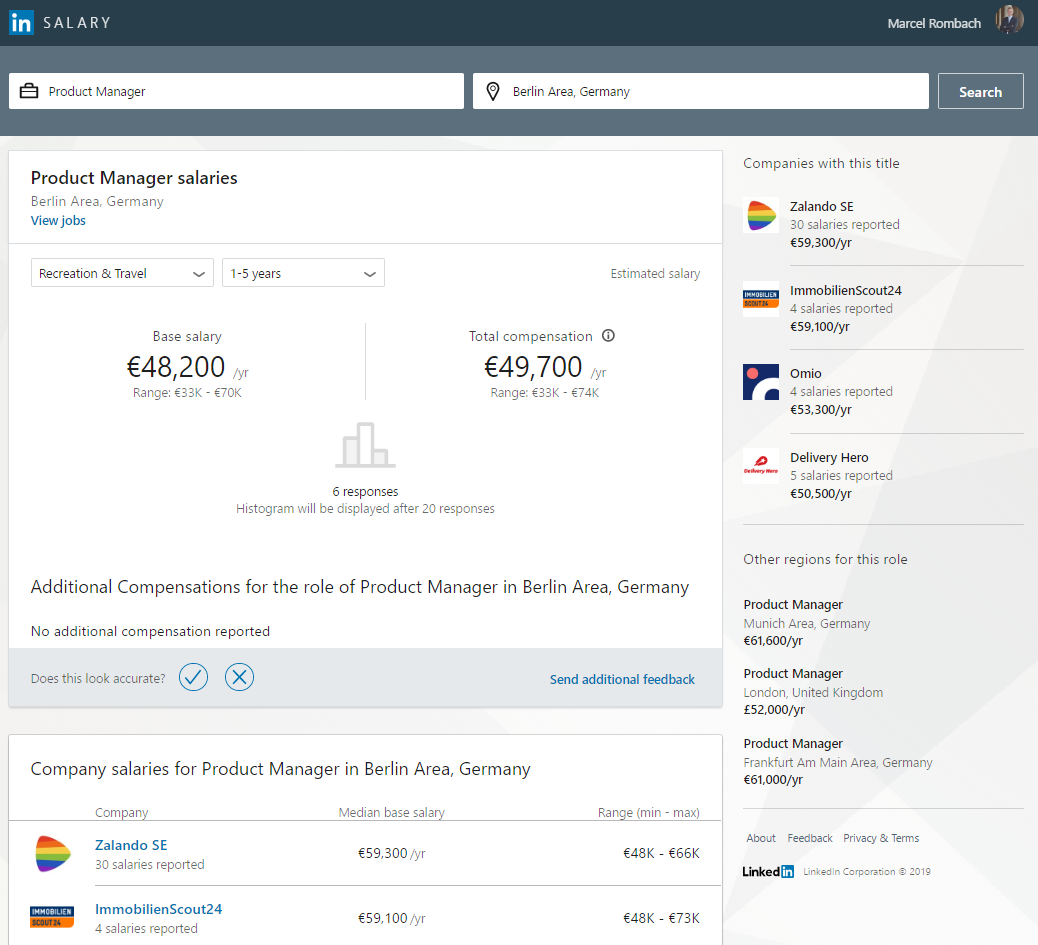 in SALARY
Marcel Rombach
Product Manager
Berlin Area, Germany
Search
Product Manager salaries
Berlin Area, Germany
View jobs
Recreation & Travel
1-5 years
Estimated salary
Base salary
€48,200 /yr
Range: €33K - €70K
Total compensation
€49,700 /yr
Range: €33K - €74K
6 responses
Histogram will be displayed after 20 responses
Additional Compensations for the role of Product Manager in Berlin Area, Germany
No additional compensation reported
Does this look accurate?
Send additional feedback
Company salaries for Product Manager in Berlin Area, Germany
Company Median base salary Range (min - max)
Zalando SE
30 salaries reported
€59,300 /yr
€48K - €66K
IMMOBILIEN
SCOUT24
ImmobilienScout24
4 salaries reported
€59,100 /yr
€48K - €73K
Companies with this title
Zalando SE
30 salaries reported
€59,300/yr
IMMOBILIEN
SCOUT24
ImmobilienScout24
4 salaries reported
€59,100/yr
Omio
4 salaries reported
€53,300/yr
Delivery Hero
Delivery Hero
5 salaries reported
€50,500/yr
Other regions for this role
Product Manager
Munich Area, Germany
€61,600/yr
Product Manager
London, United Kingdom
£52,000/yr
Product Manager
Frankfurt Am Main Area, Germany
€61,000/yr
About Feedback Privacy & Terms
Linked in LinkedIn Corporation © 2019